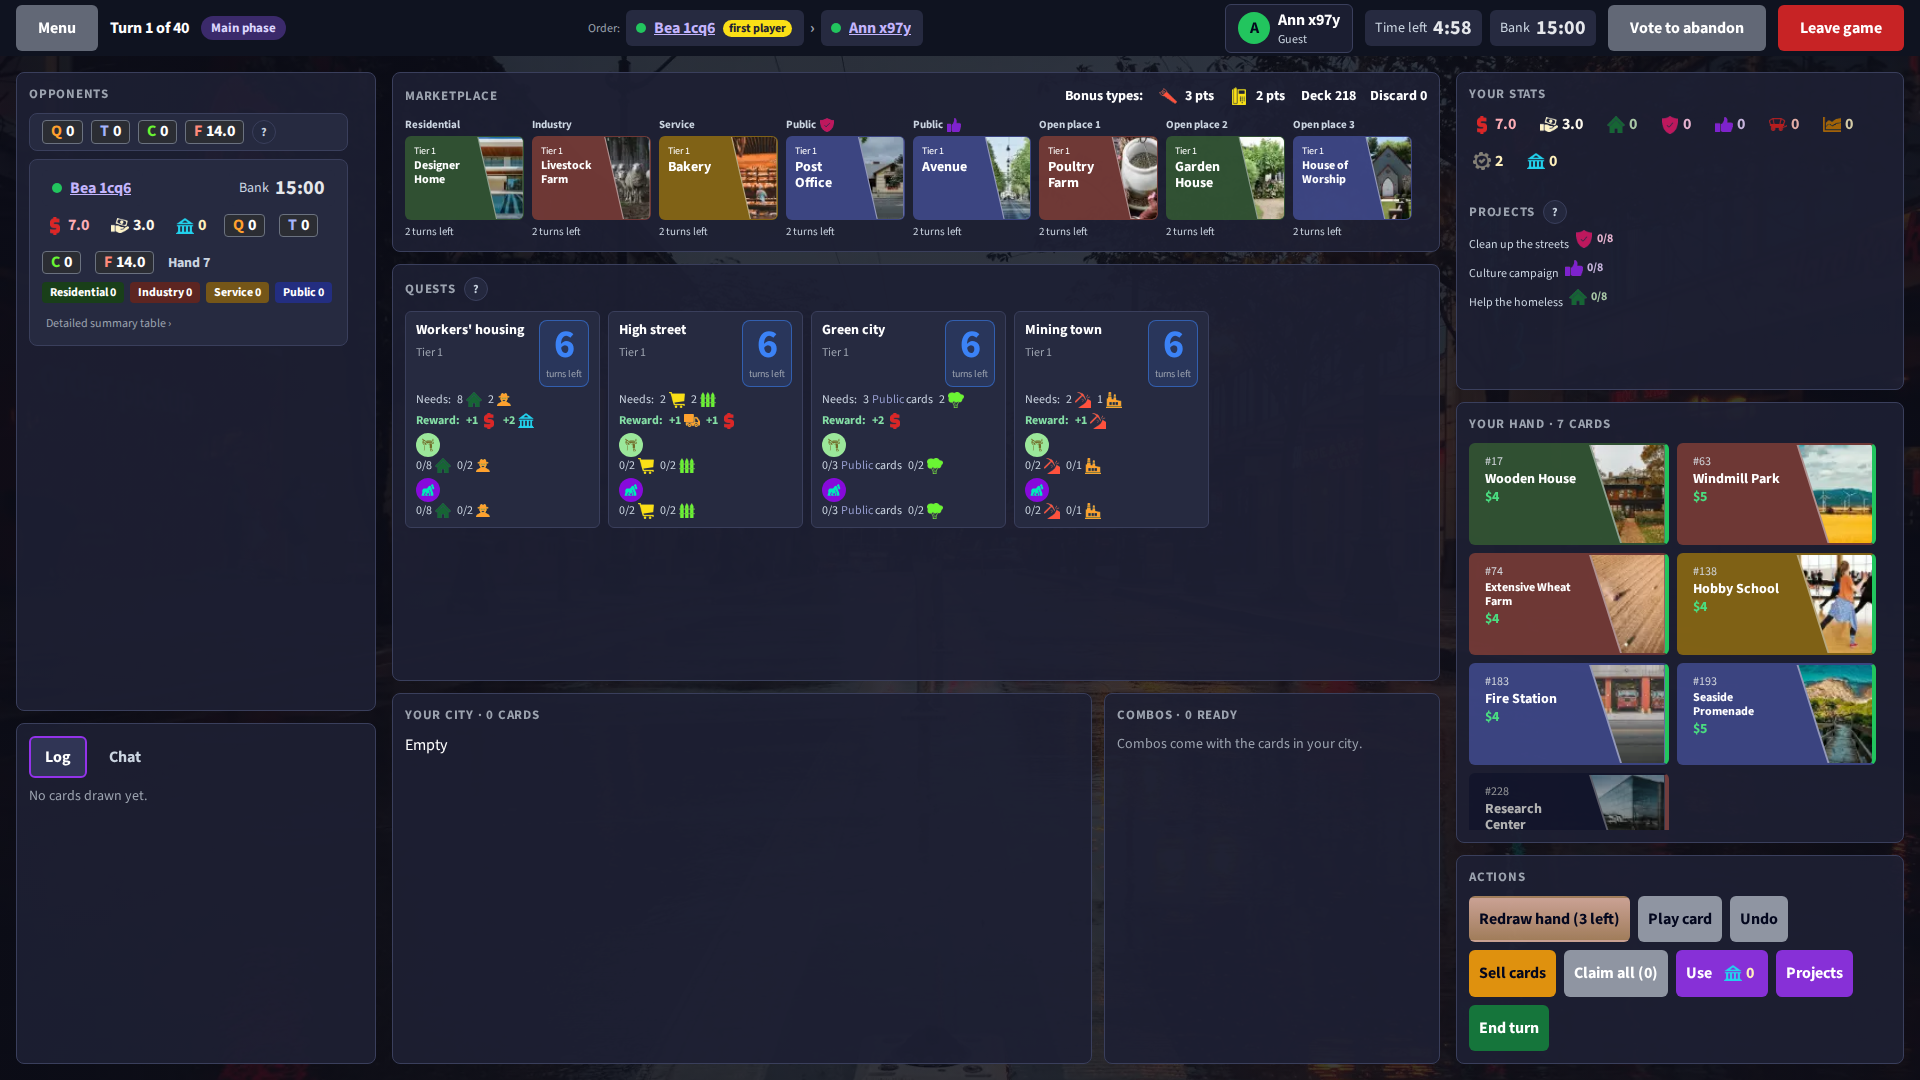 Menu
Turn 1 of 40
Main phase
Order:
Bea 1cq6
first player
›
Ann x97y
A
Ann x97y
Guest
Time left 4:58
Bank 15:00
Vote to abandon
Leave game
OPPONENTS
Q 0
T 0
C 0
F 14.0
?
Bea 1cq6
Bank 15:00
7.0
3.0
0
Q 0
T 0
C 0
F 14.0
Hand 7
Residential 0
Industry 0
Service 0
Public 0
Detailed summary table ›
Log
Chat
No cards drawn yet.
MARKETPLACE
Bonus types:
3 pts
2 pts
Deck 218
Discard 0
Residential
Tier 1
Designer
Home
2 turns left
Industry
Tier 1
Livestock
Farm
2 turns left
Service
Tier 1
Bakery
2 turns left
Public
Tier 1
Post
Office
2 turns left
Public
Tier 1
Avenue
2 turns left
Open place 1
Tier 1
Poultry
Farm
2 turns left
Open place 2
Tier 1
Garden
House
2 turns left
Open place 3
Tier 1
House of
Worship
2 turns left
QUESTS
?
Workers' housing
Tier 1
6
turns left
Needs: 8 2
Reward: +1 +2
0/8 0/2
0/8 0/2
High street
Tier 1
6
turns left
Needs: 2 2
Reward: +1 +1
0/2 0/2
0/2 0/2
Green city
Tier 1
6
turns left
Needs: 3 Public cards 2
Reward: +2
0/3 Public cards 0/2
0/3 Public cards 0/2
Mining town
Tier 1
6
turns left
Needs: 2 1
Reward: +1
0/2 0/1
0/2 0/1
YOUR CITY · 0 CARDS
Empty
COMBOS · 0 READY
Combos come with the cards in your city.
YOUR STATS
7.0
3.0
0
0
0
0
0
2
0
PROJECTS
?
Clean up the streets 0/8
Culture campaign 0/8
Help the homeless 0/8
YOUR HAND · 7 CARDS
#17
Wooden House
$4
#63
Windmill Park
$5
#74
Extensive Wheat
Farm
$4
#138
Hobby School
$4
#183
Fire Station
$4
#193
Seaside
Promenade
$5
#228
Research
Center
ACTIONS
Redraw hand (3 left)
Play card
Undo
Sell cards
Claim all (0)
Use 0
Projects
End turn